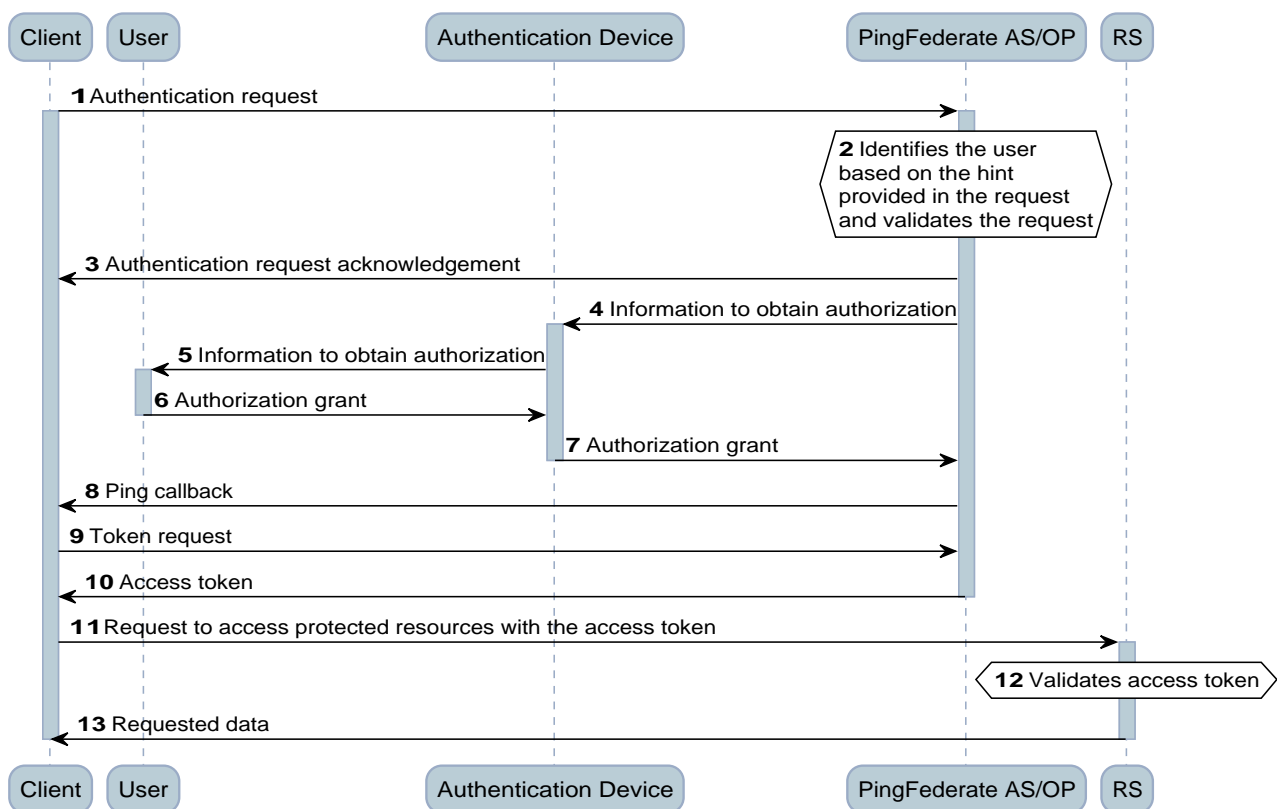 Client User Authentication Device PingFederate AS/OP RS
1 Authentication request
2 Identifies the user
based on the hint
provided in the request
and validates the request
3 Authentication request acknowledgement
4 Information to obtain authorization
5 Information to obtain authorization
6 Authorization grant
7 Authorization grant
8 Ping callback
9 Token request
10 Access token
11 Request to access protected resources with the access token
12 Validates access token
13 Requested data
Client User Authentication Device PingFederate AS/OP RS